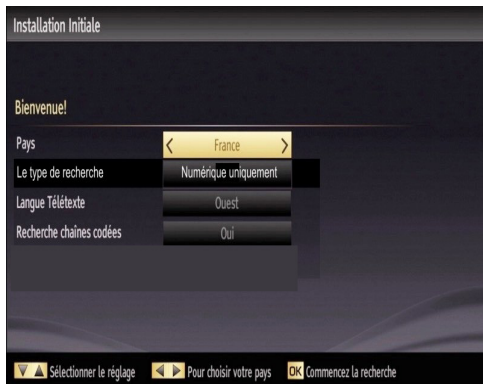 Installation Initiale
Bienvenue!
Pays < France >
Le type de recherche Numérique uniquement
Langue Télétexte Ouest
Recherche chaînes codées Oui
Sélectionner le réglage Pour choisir votre pays OK Commencez la recherche